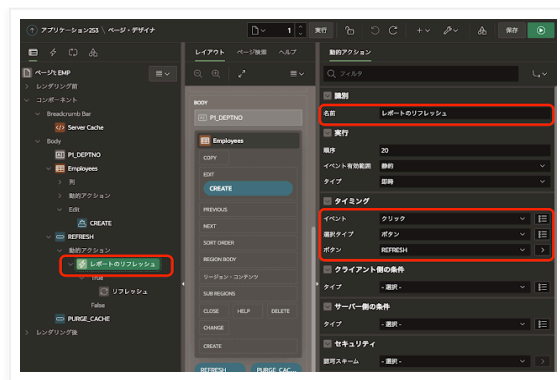 アプリケーション253 \ ページ・デザイナ
1
実行
保存
ページ1: EMP
レンダリング前
コンポーネント
Breadcrumb Bar
Server Cache
Body
P1_DEPTNO
Employees
列
動的アクション
Edit
CREATE
REFRESH
動的アクション
レポートのリフレッシュ
True
リフレッシュ
False
PURGE_CACHE
レンダリング後
レイアウト
ページ検索
ヘルプ
BODY
P1_DEPTNO
Employees
COPY
EDIT
CREATE
PREVIOUS
NEXT
SORT ORDER
REGION BODY
リージョン・コンテンツ
SUB REGIONS
CLOSE HELP DELETE
CHANGE
CREATE
REFRESH PURGE_CAC...
動的アクション
フィルタ
識別
名前 レポートのリフレッシュ
実行
順序 20
イベント有効範囲 静的
タイプ 即時
タイミング
イベント クリック
選択タイプ ボタン
ボタン REFRESH
クライアント側の条件
タイプ - 選択 -
サーバー側の条件
タイプ - 選択 -
セキュリティ
認可スキーム - 選択 -